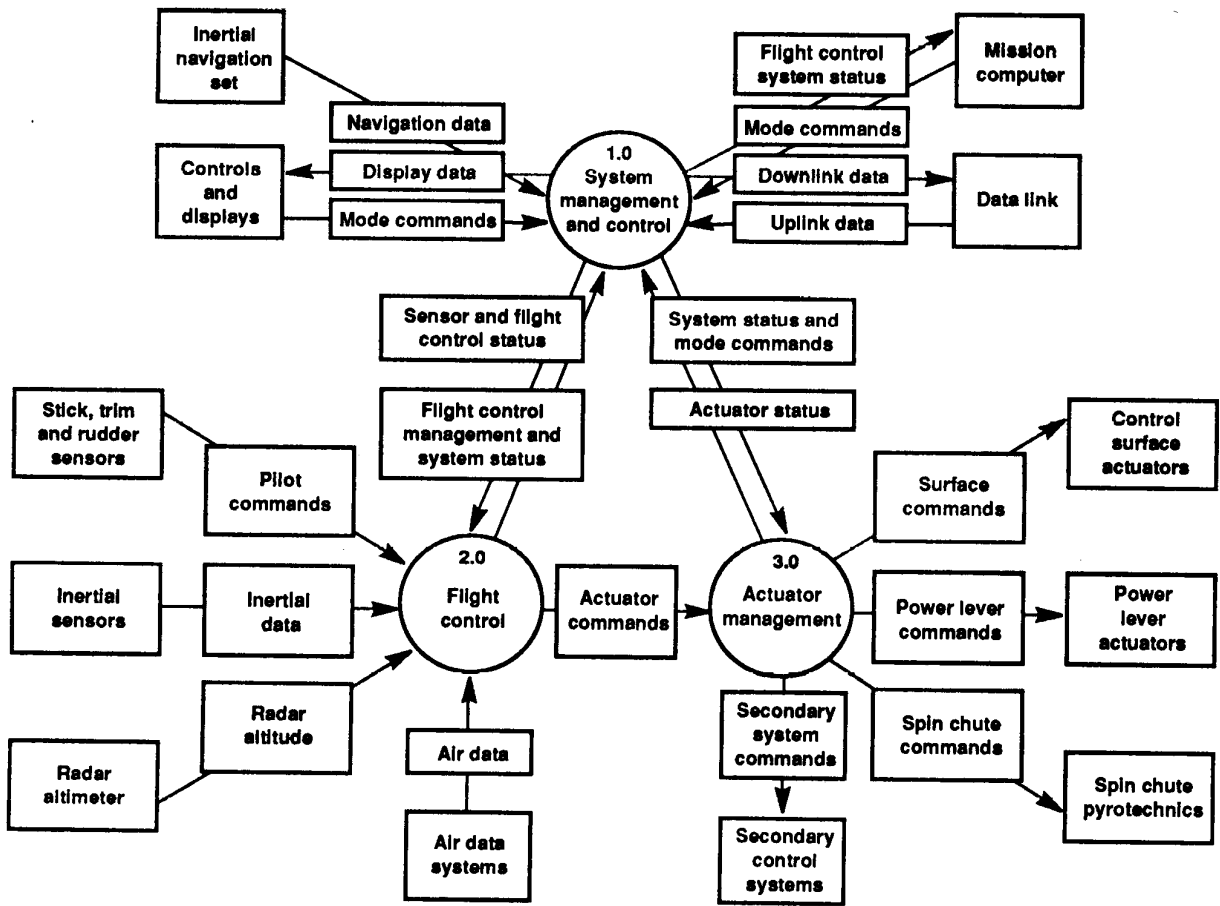 Inertial
navigation
set
Flight control
system status
Mission
computer
Navigation data
Mode commands
1.0
System
management
and control
Controls
and
displays
Display data
Downlink data
Data link
Mode commands
Uplink data
Sensor and flight
control status
System status and
mode commands
Stick, trim
and rudder
sensors
Flight control
management and
system status
Actuator status
Control
surface
actuators
Pilot
commands
Surface
commands
2.0
Flight
control
3.0
Actuator
management
Inertial
sensors
Inertial
data
Actuator
commands
Power lever
commands
Power
lever
actuators
Radar
altitude
Secondary
system
commands
Spin chute
commands
Radar
altimeter
Air data
Spin chute
pyrotechnics
Air data
systems
Secondary
control
systems